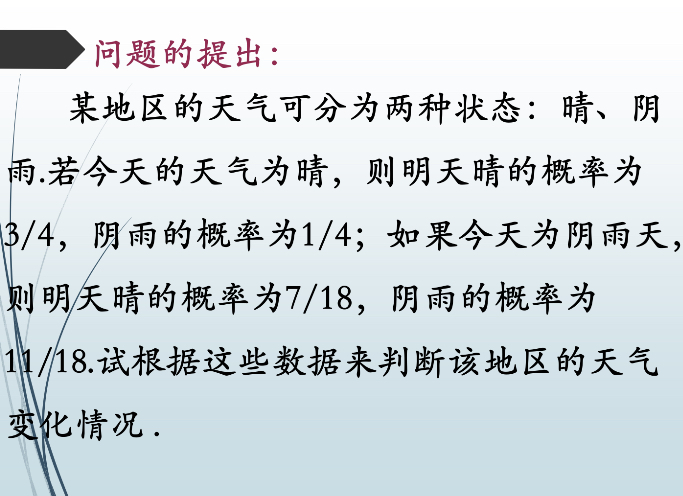 问题的提出：
某地区的天气可分为两种状态：晴、阴
雨.若今天的天气为晴，则明天晴的概率为
3/4，阴雨的概率为1/4；如果今天为阴雨天，
则明天晴的概率为7/18，阴雨的概率为
11/18.试根据这些数据来判断该地区的天气
变化情况 .